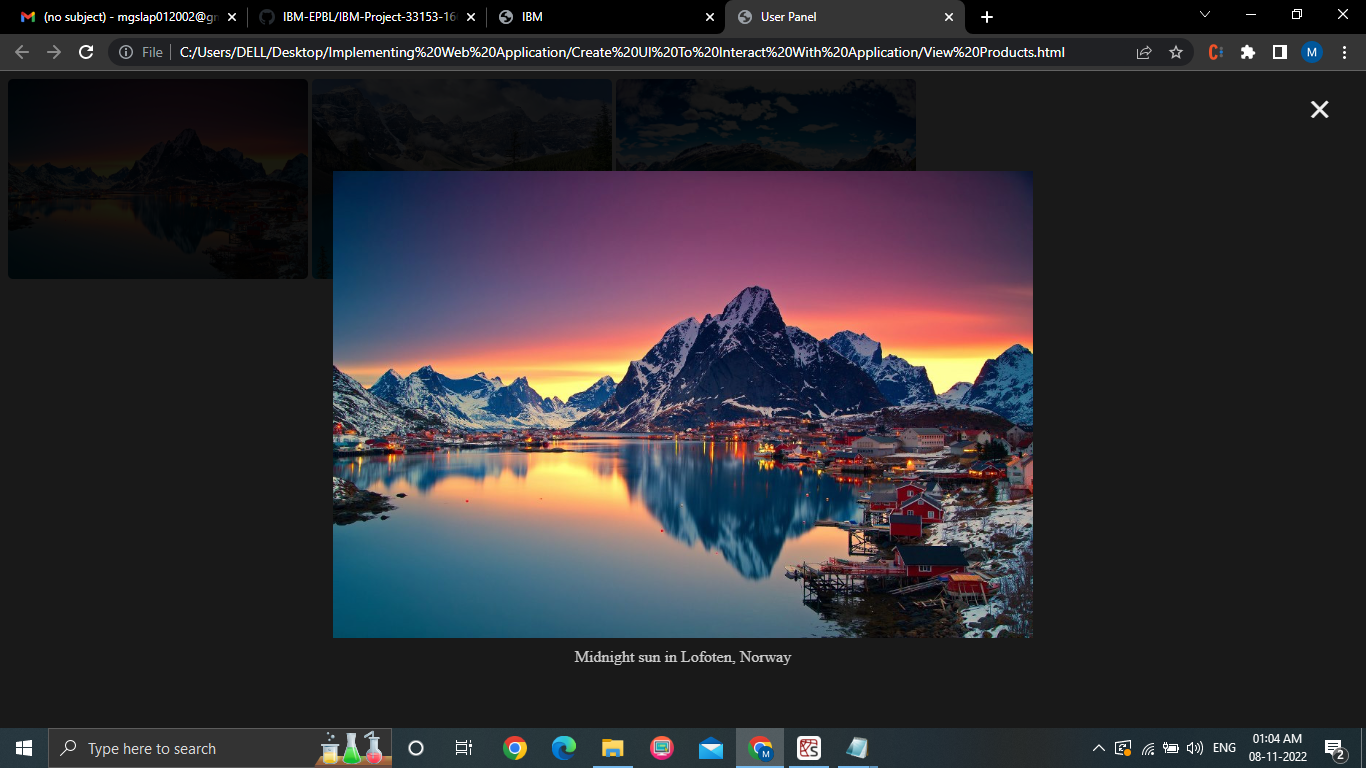 (no subject) - mgslap012002@gm
IBM-EPBL/IBM-Project-33153-16
IBM
User Panel
File
C:/Users/DELL/Desktop/Implementing%20Web%20Application/Create%20UI%20To%20Interact%20With%20Application/View%20Products.html
M
Midnight sun in Lofoten, Norway
Type here to search
M
ENG
01:04 AM
08-11-2022
2